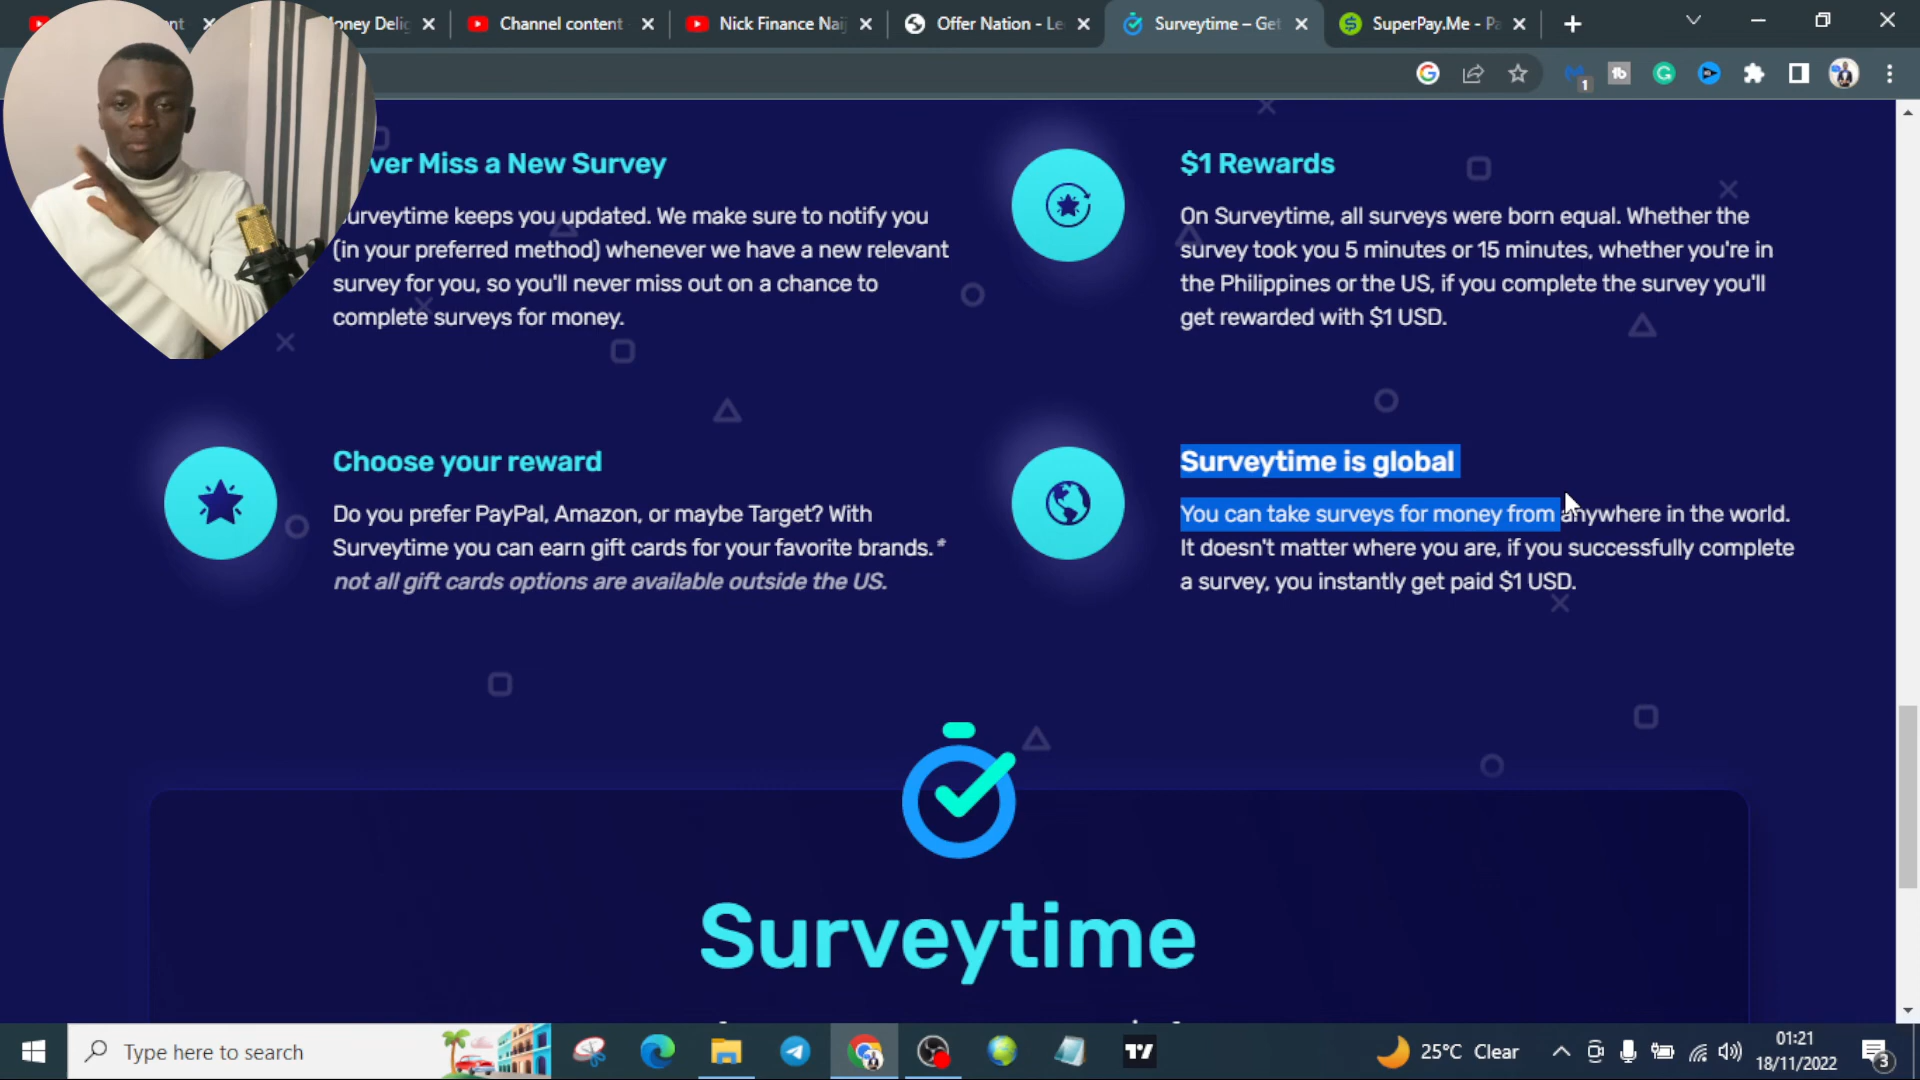 nt
oney Delig
Channel content
Nick Finance Naij
Offer Nation - Le
Surveytime – Get
SuperPay.Me - Pa
1
tb
ver Miss a New Survey
urveytime keeps you updated. We make sure to notify you
(in your preferred method) whenever we have a new relevant
survey for you, so you'll never miss out on a chance to
complete surveys for money.
$1 Rewards
On Surveytime, all surveys were born equal. Whether the
survey took you 5 minutes or 15 minutes, whether you're in
the Philippines or the US, if you complete the survey you'll
get rewarded with $1 USD.
Choose your reward
Do you prefer PayPal, Amazon, or maybe Target? With
Surveytime you can earn gift cards for your favorite brands.*
not all gift cards options are available outside the US.
Surveytime is global
You can take surveys for money from anywhere in the world.
It doesn't matter where you are, if you successfully complete
a survey, you instantly get paid $1 USD.
Surveytime
Type here to search
25°C Clear
01:21
18/11/2022
3